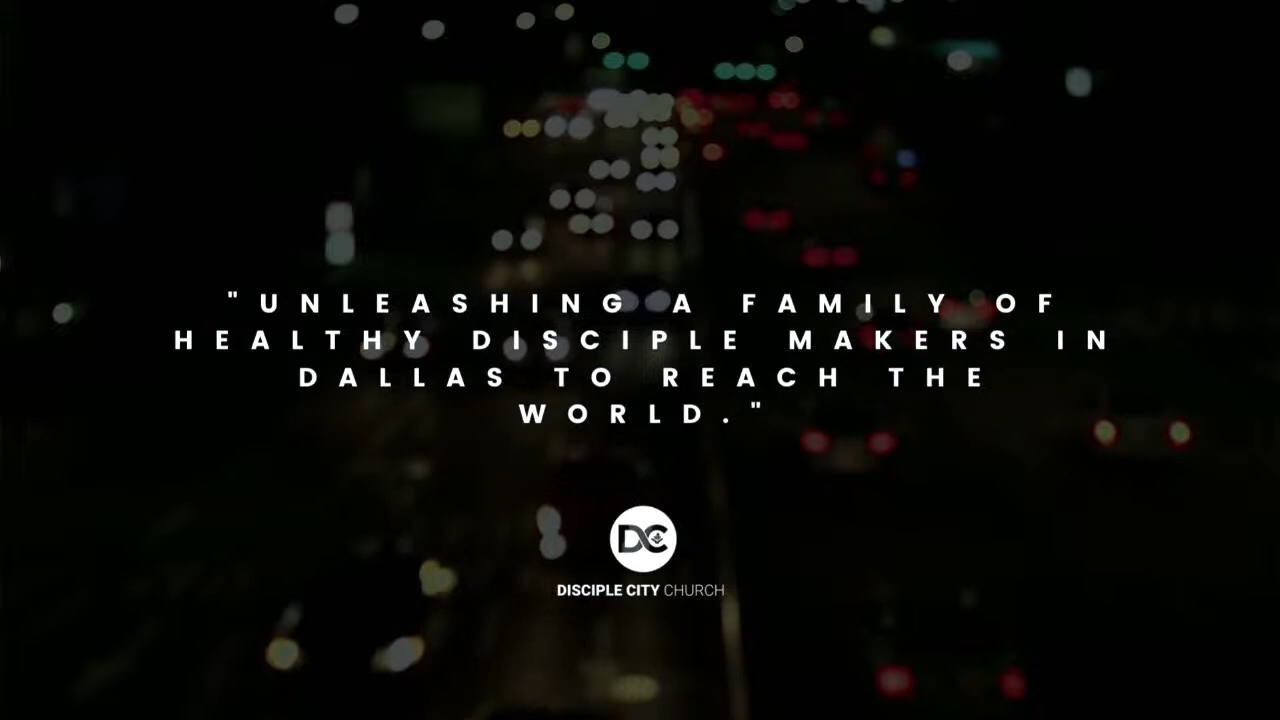 "UNLEASHING A FAMILY OF
HEALTHY DISCIPLE MAKERS IN
DALLAS TO REACH THE
WORLD."
DC
DISCIPLE CITY CHURCH